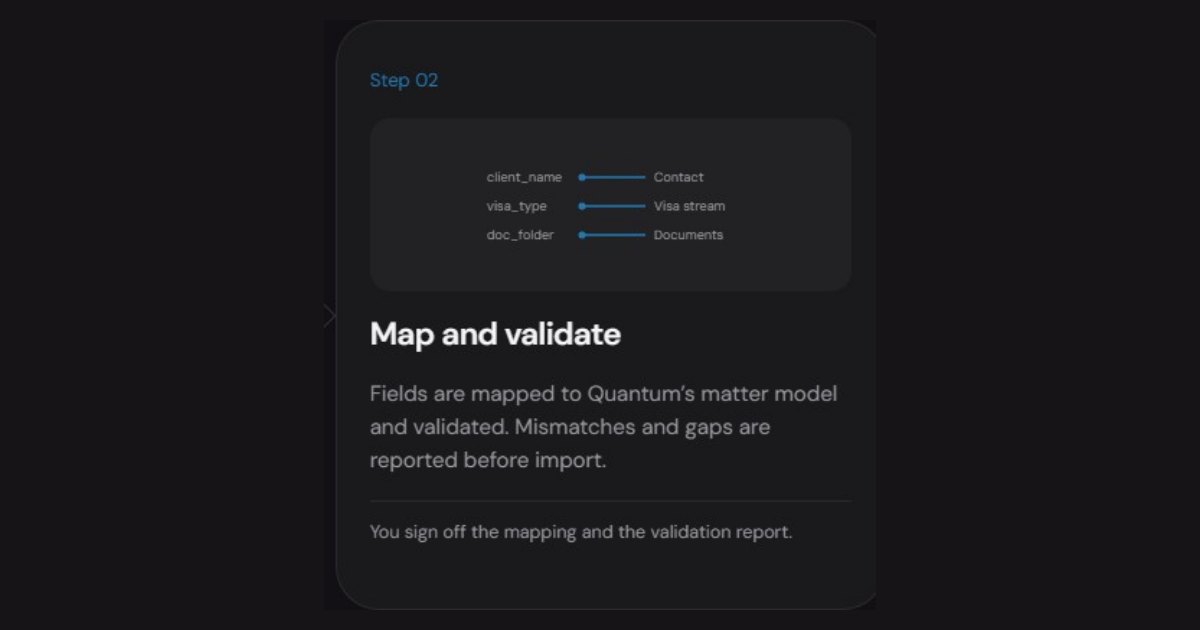 Step 02
client_name Contact
visa_type Visa stream
doc_folder Documents
Map and validate
Fields are mapped to Quantum’s matter model
and validated. Mismatches and gaps are
reported before import.
You sign off the mapping and the validation report.